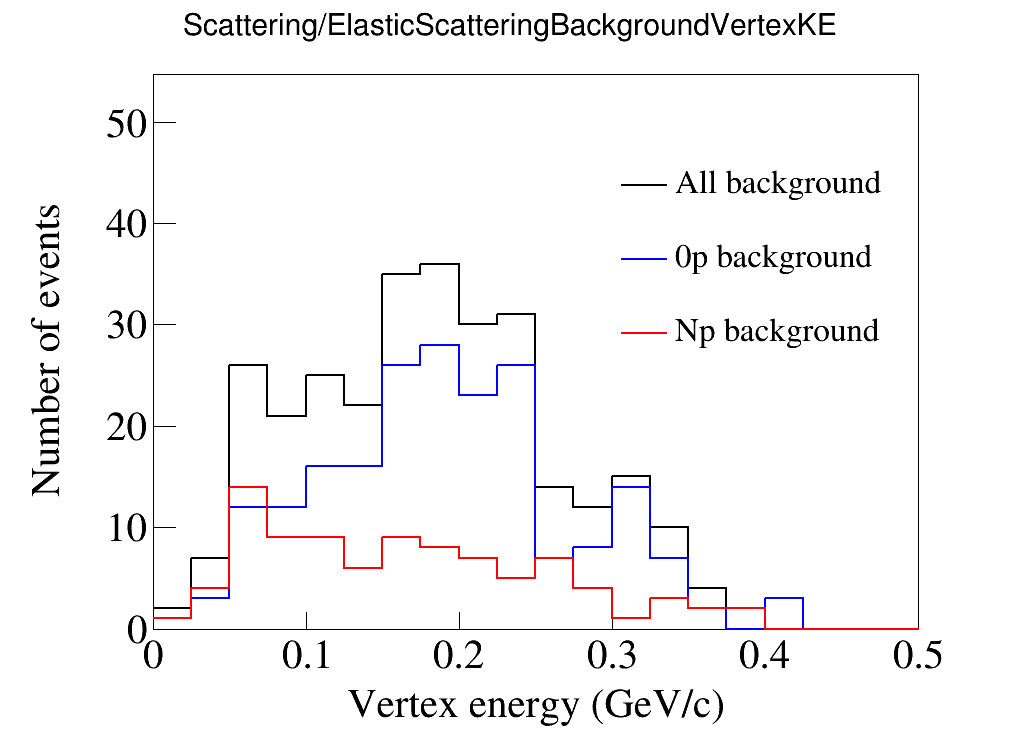 Scattering/ElasticScatteringBackgroundVertexKE
Number of events
50
40
30
20
10
0
All background
0p background
Np background
0 0.1 0.2 0.3 0.4 0.5
Vertex energy (GeV/c)